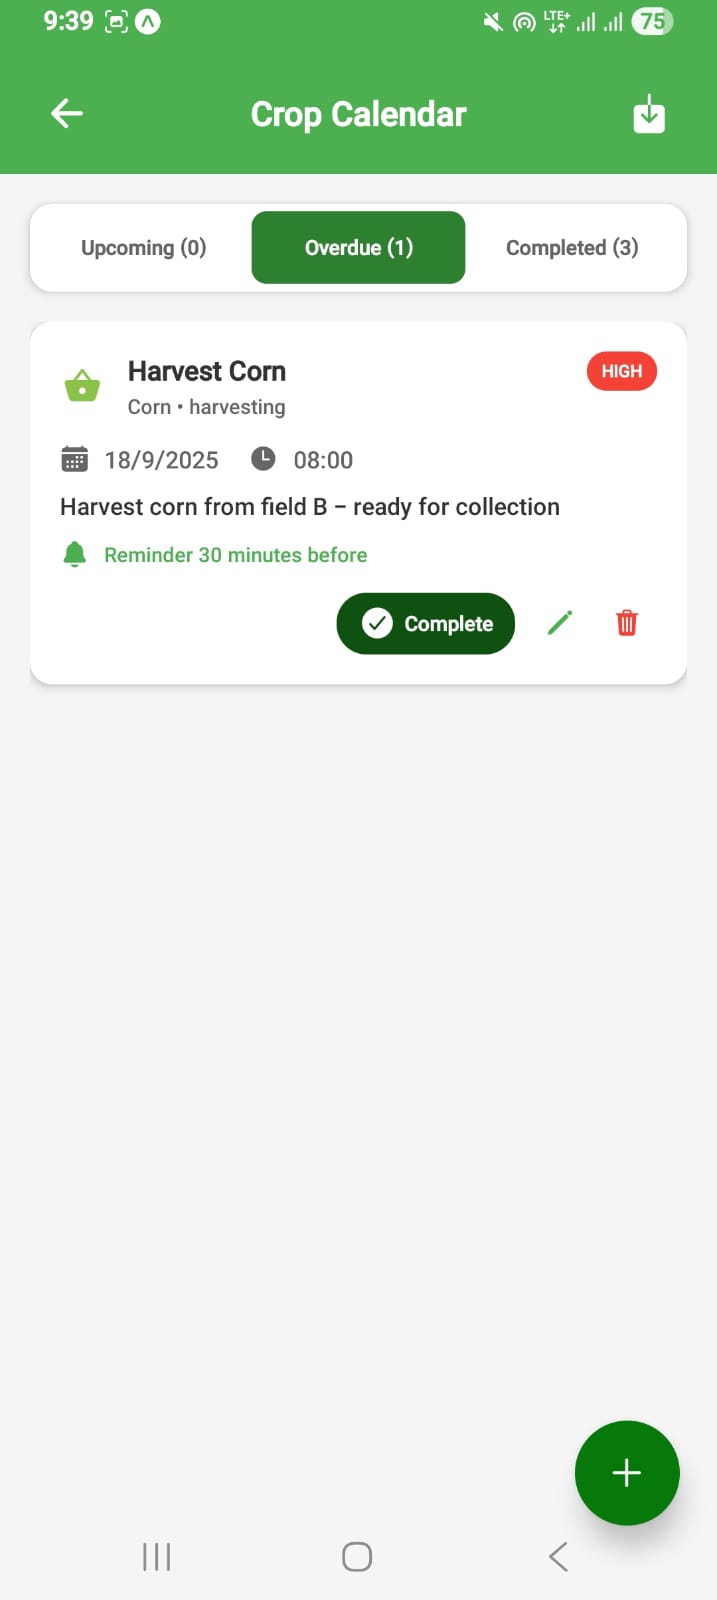 9:39 LTE+ 75
Crop Calendar
Upcoming (0) Overdue (1) Completed (3)
Harvest Corn HIGH
Corn • harvesting
18/9/2025 08:00
Harvest corn from field B – ready for collection
Reminder 30 minutes before
Complete